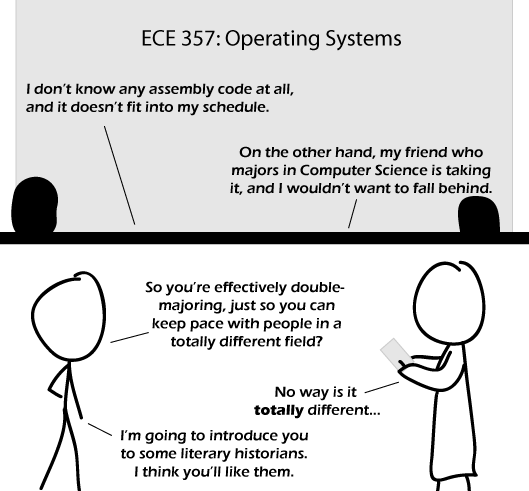 ECE 357: Operating Systems
I don't know any assembly code at all,
and it doesn't fit into my schedule.
On the other hand, my friend who
majors in Computer Science is taking
it, and I wouldn't want to fall behind.
So you're effectively double-
majoring, just so you can
keep pace with people in a
totally different field?
No way is it
totally different...
I'm going to introduce you
to some literary historians.
I think you'll like them.